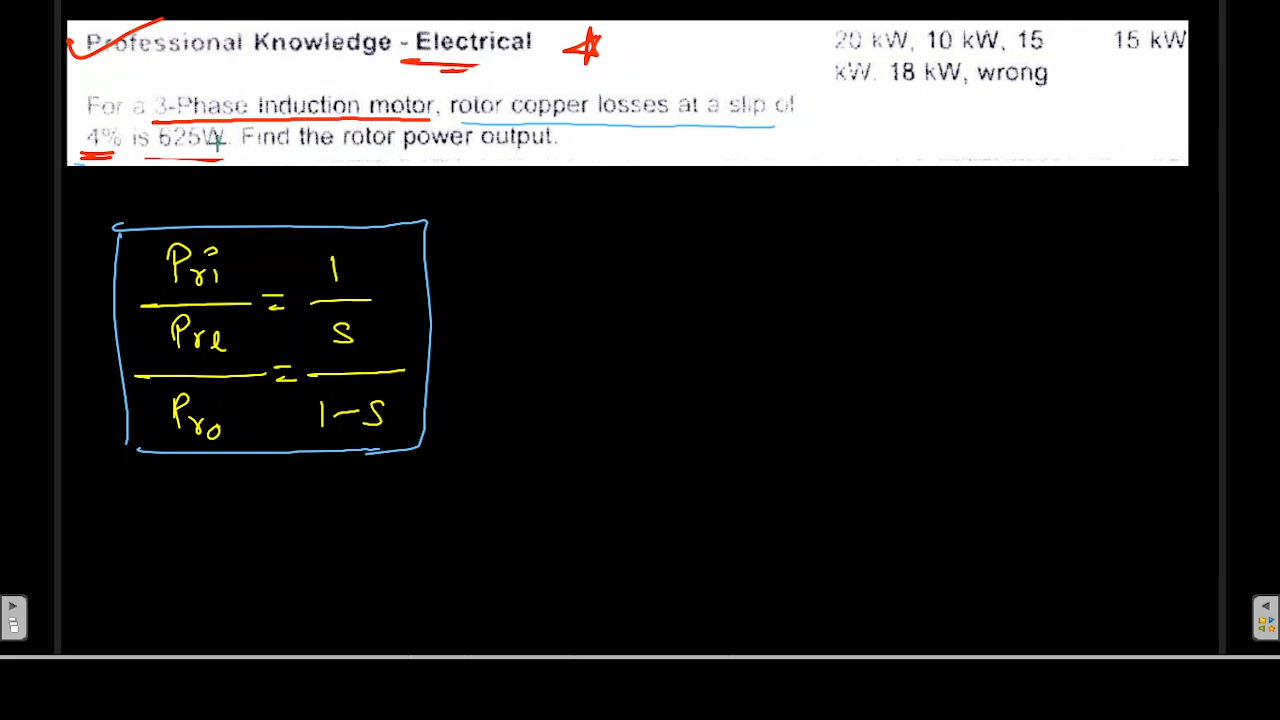 Professional Knowledge - Electrical
20 kW, 10 kW, 15 kW. 18 kW, wrong
15 kW
For a 3-Phase Induction motor, rotor copper losses at a slip of
4% is 625W. Find the rotor power output.
Pri / Prl = 1 / s
/ Pro = / 1-s